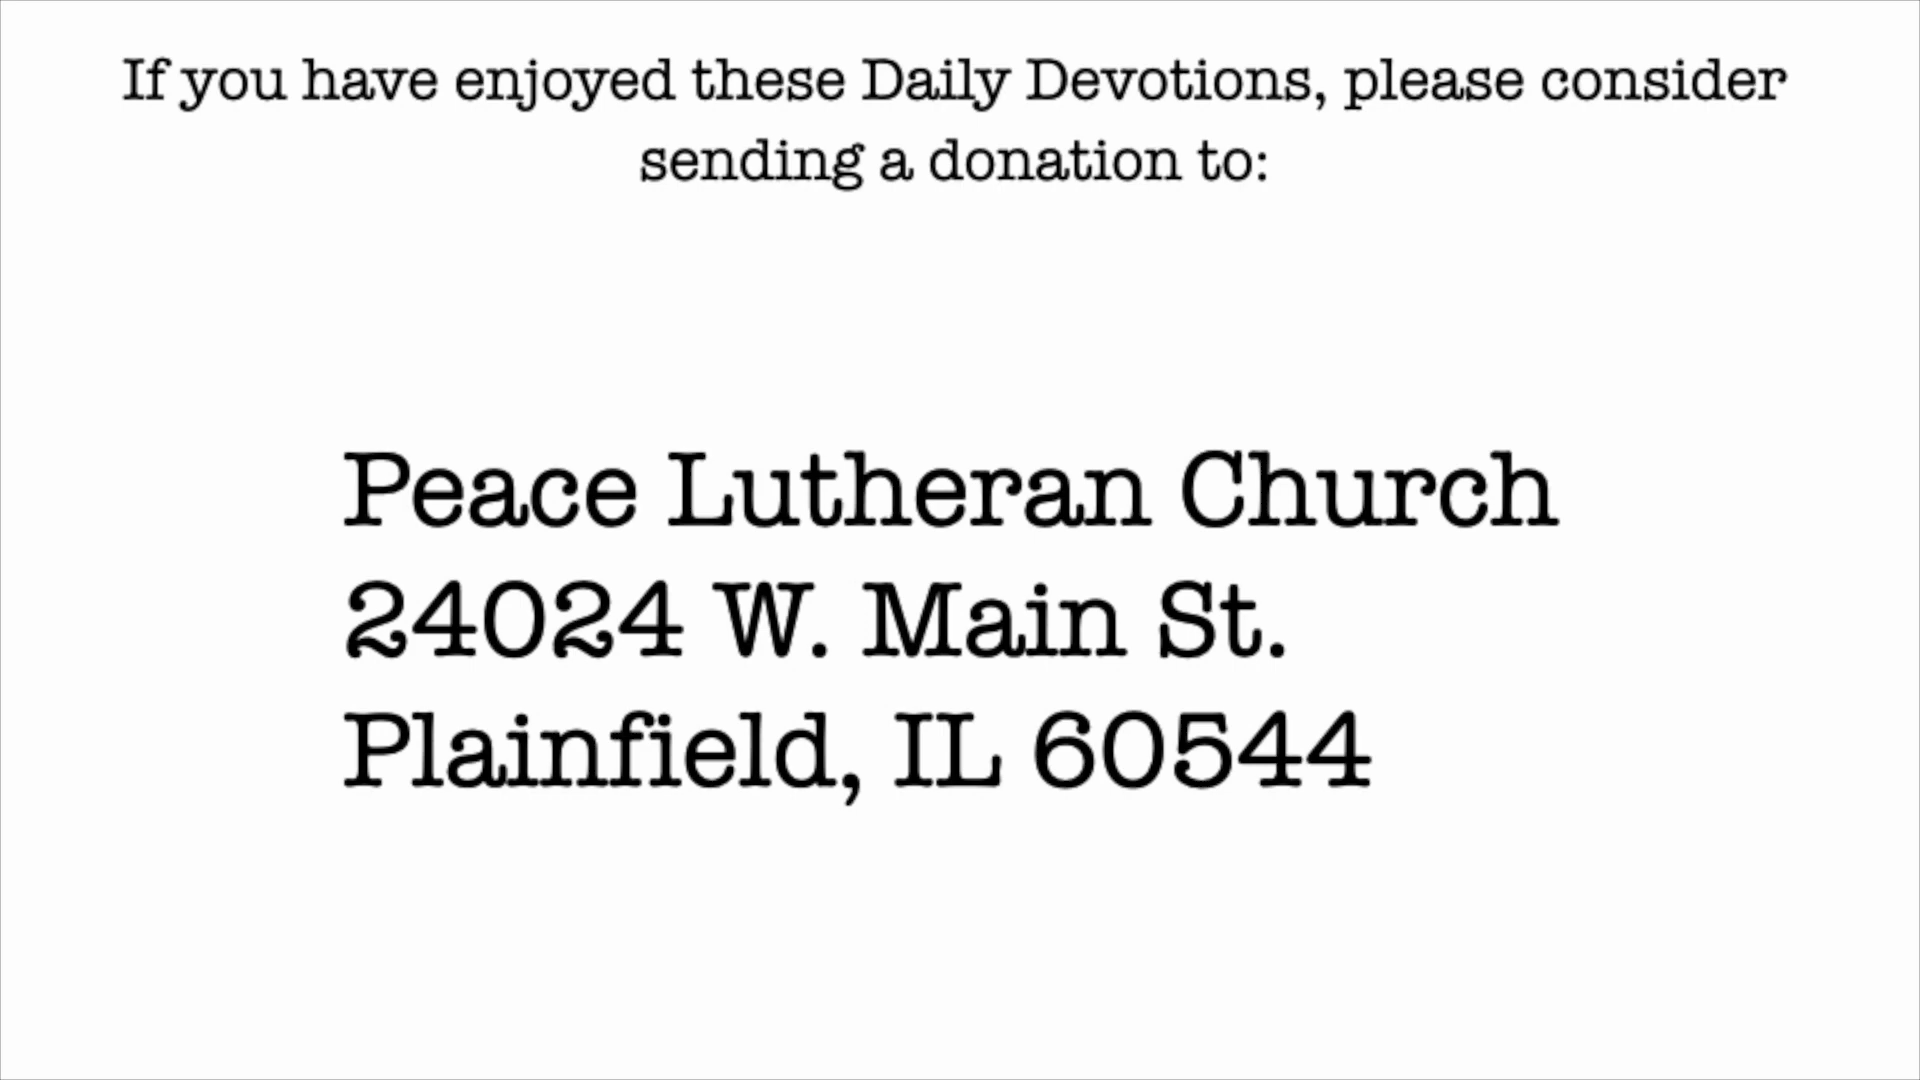 If you have enjoyed these Daily Devotions, please consider
sending a donation to:
Peace Lutheran Church
24024 W. Main St.
Plainfield, IL 60544